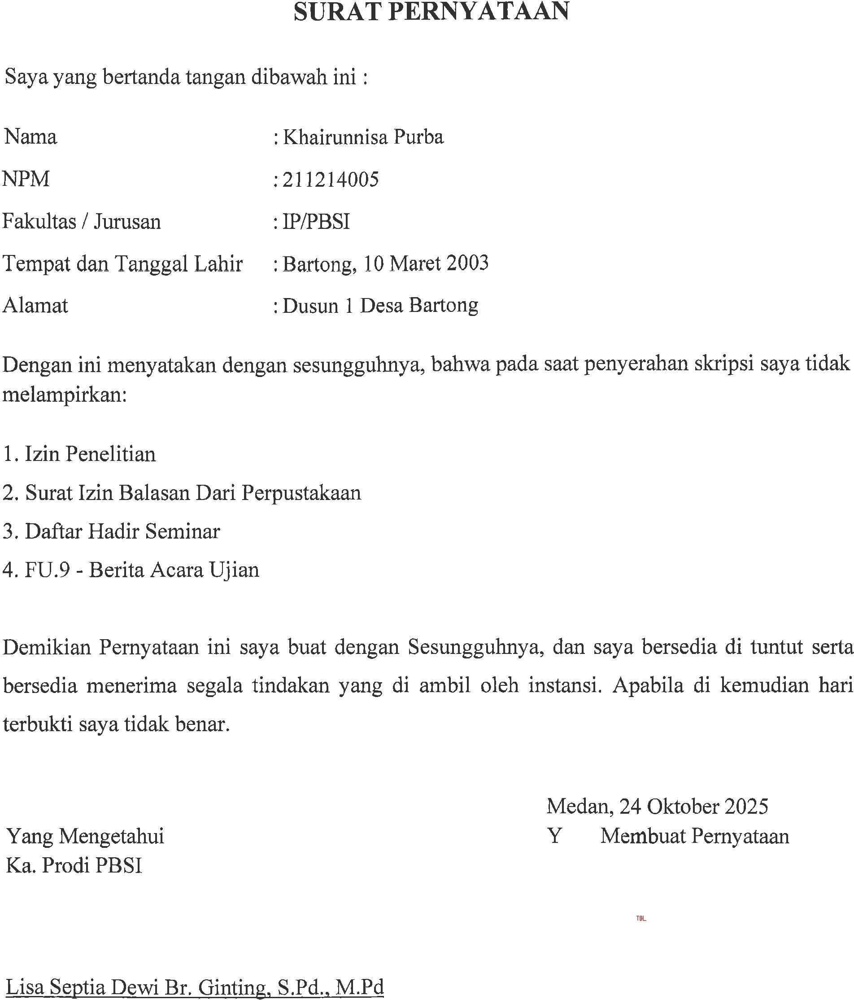 SURAT PERNYATAAN
Saya yang bertanda tangan dibawah ini :
Nama : Khairunnisa Purba
NPM : 211214005
Fakultas / Jurusan : IP/PBSI
Tempat dan Tanggal Lahir : Bartong, 10 Maret 2003
Alamat : Dusun 1 Desa Bartong
Dengan ini menyatakan dengan sesungguhnya, bahwa pada saat penyerahan skripsi saya tidak
melampirkan:
1. Izin Penelitian
2. Surat Izin Balasan Dari Perpustakaan
3. Daftar Hadir Seminar
4. FU.9 - Berita Acara Ujian
Demikian Pernyataan ini saya buat dengan Sesungguhnya, dan saya bersedia di tuntut serta
bersedia menerima segala tindakan yang di ambil oleh instansi. Apabila di kemudian hari
terbukti saya tidak benar.
Medan, 24 Oktober 2025
Yang Mengetahui
Y Membuat Pernyataan
Ka. Prodi PBSI
TGL
Lisa Septia Dewi Br. Ginting, S.Pd., M.Pd